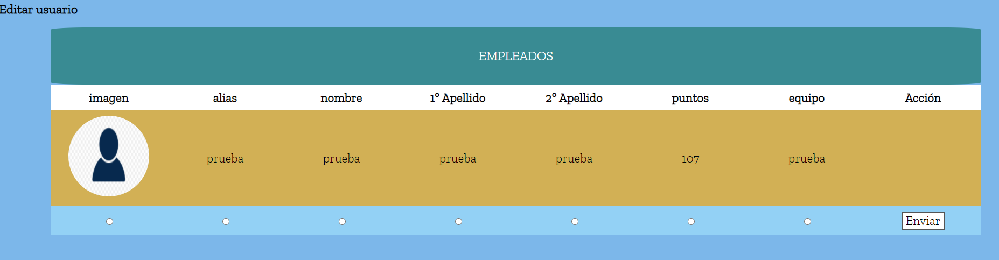 Editar usuario
EMPLEADOS
imagen alias nombre 1º Apellido 2º Apellido puntos equipo Acción
prueba prueba prueba prueba 107 prueba
Enviar